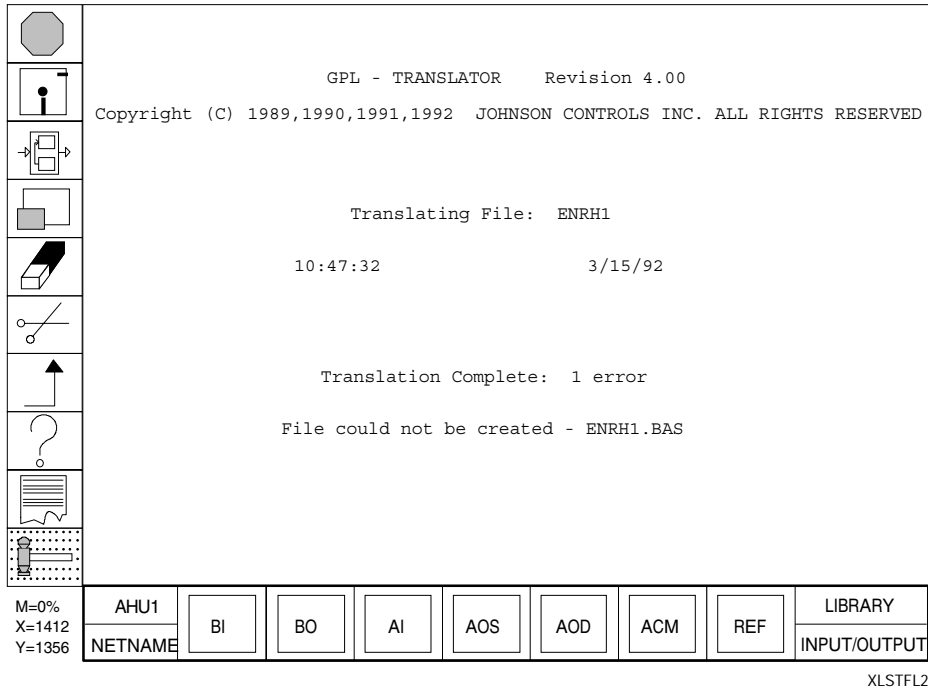 GPL - TRANSLATOR Revision 4.00
Copyright (C) 1989,1990,1991,1992 JOHNSON CONTROLS INC. ALL RIGHTS RESERVED
Translating File: ENRH1
10:47:32 3/15/92
Translation Complete: 1 error
File could not be created - ENRH1.BAS
M=0%
X=1412
Y=1356
AHU1
NETNAME
BI BO AI AOS AOD ACM REF
LIBRARY
INPUT/OUTPUT
XLSTFL2